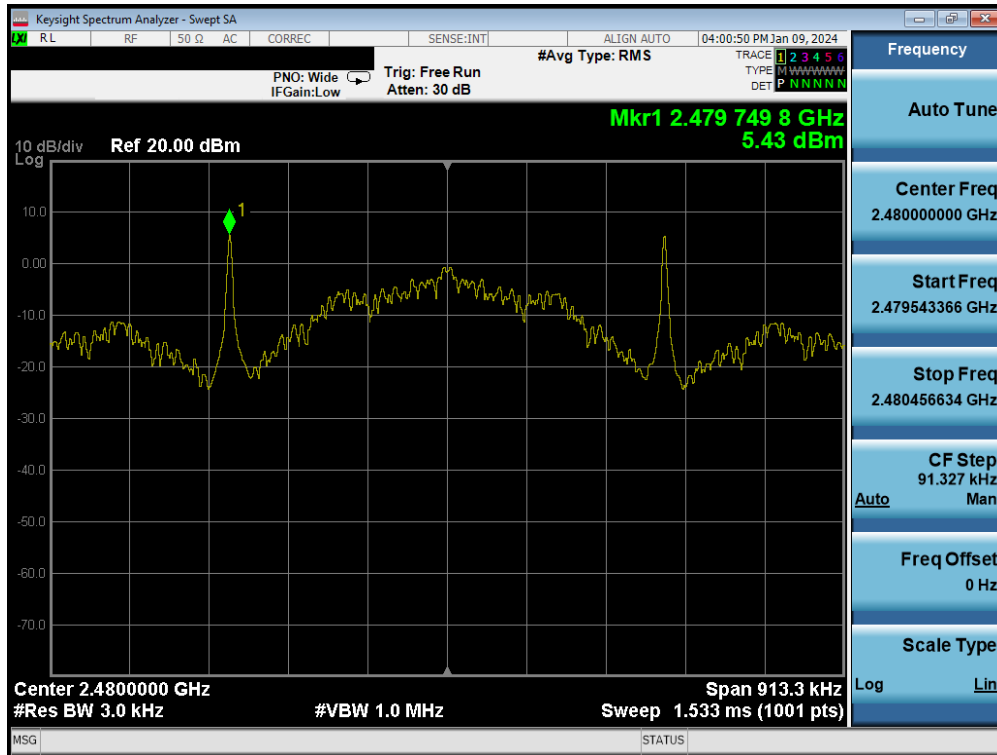 Keysight Spectrum Analyzer - Swept SA
LXI RL RF 50 Ω AC CORREC SENSE:INT ALIGN AUTO 04:00:50 PM Jan 09, 2024
#Avg Type: RMS
TRACE 1 2 3 4 5 6
PNO: Wide Trig: Free Run
TYPE M WWWWW
IFGain:Low Atten: 30 dB
DET P N N N N N
Mkr1 2.479 749 8 GHz
5.43 dBm
10 dB/div Ref 20.00 dBm
Log
1
10.0
0.00
-10.0
-20.0
-30.0
-40.0
-50.0
-60.0
-70.0
Center 2.4800000 GHz Span 913.3 kHz
#Res BW 3.0 kHz #VBW 1.0 MHz Sweep 1.533 ms (1001 pts)
MSG STATUS
Frequency
Auto Tune
Center Freq
2.480000000 GHz
Start Freq
2.479543366 GHz
Stop Freq
2.480456634 GHz
CF Step
91.327 kHz
Auto Man
Freq Offset
0 Hz
Scale Type
Log Lin